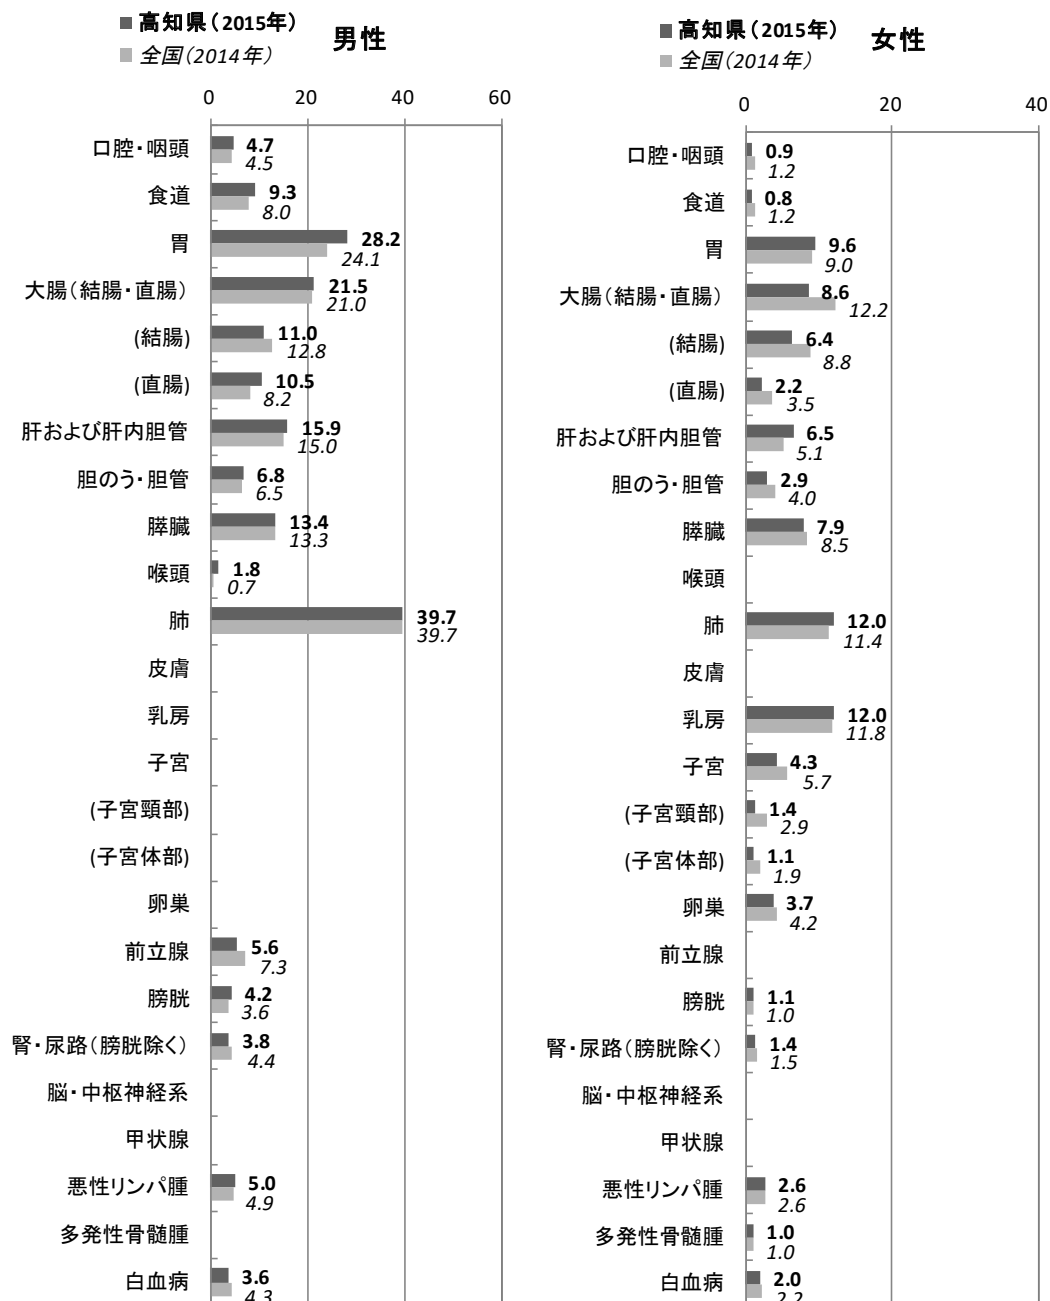 ■ 高知県（2015年）
■ 全国（2014年）
男性
0 20 40 60
口腔・咽頭 4.7
4.5
食道 9.3
8.0
胃 28.2
24.1
大腸（結腸・直腸） 21.5
21.0
(結腸) 11.0
12.8
(直腸) 10.5
8.2
肝および肝内胆管 15.9
15.0
胆のう・胆管 6.8
6.5
膵臓 13.4
13.3
喉頭 1.8
0.7
肺 39.7
39.7
皮膚
乳房
子宮
(子宮頸部)
(子宮体部)
卵巣
前立腺 5.6
7.3
膀胱 4.2
3.6
腎・尿路（膀胱除く） 3.8
4.4
脳・中枢神経系
甲状腺
悪性リンパ腫 5.0
4.9
多発性骨髄腫
白血病 3.6
4.3
■ 高知県（2015年）
■ 全国（2014年）
女性
0 20 40
口腔・咽頭 0.9
1.2
食道 0.8
1.2
胃 9.6
9.0
大腸（結腸・直腸） 8.6
12.2
(結腸) 6.4
8.8
(直腸) 2.2
3.5
肝および肝内胆管 6.5
5.1
胆のう・胆管 2.9
4.0
膵臓 7.9
8.5
喉頭
肺 12.0
11.4
皮膚
乳房 12.0
11.8
子宮 4.3
5.7
(子宮頸部) 1.4
2.9
(子宮体部) 1.1
1.9
卵巣 3.7
4.2
前立腺
膀胱 1.1
1.0
腎・尿路（膀胱除く） 1.4
1.5
脳・中枢神経系
甲状腺
悪性リンパ腫 2.6
2.6
多発性骨髄腫 1.0
1.0
白血病 2.0
2.2